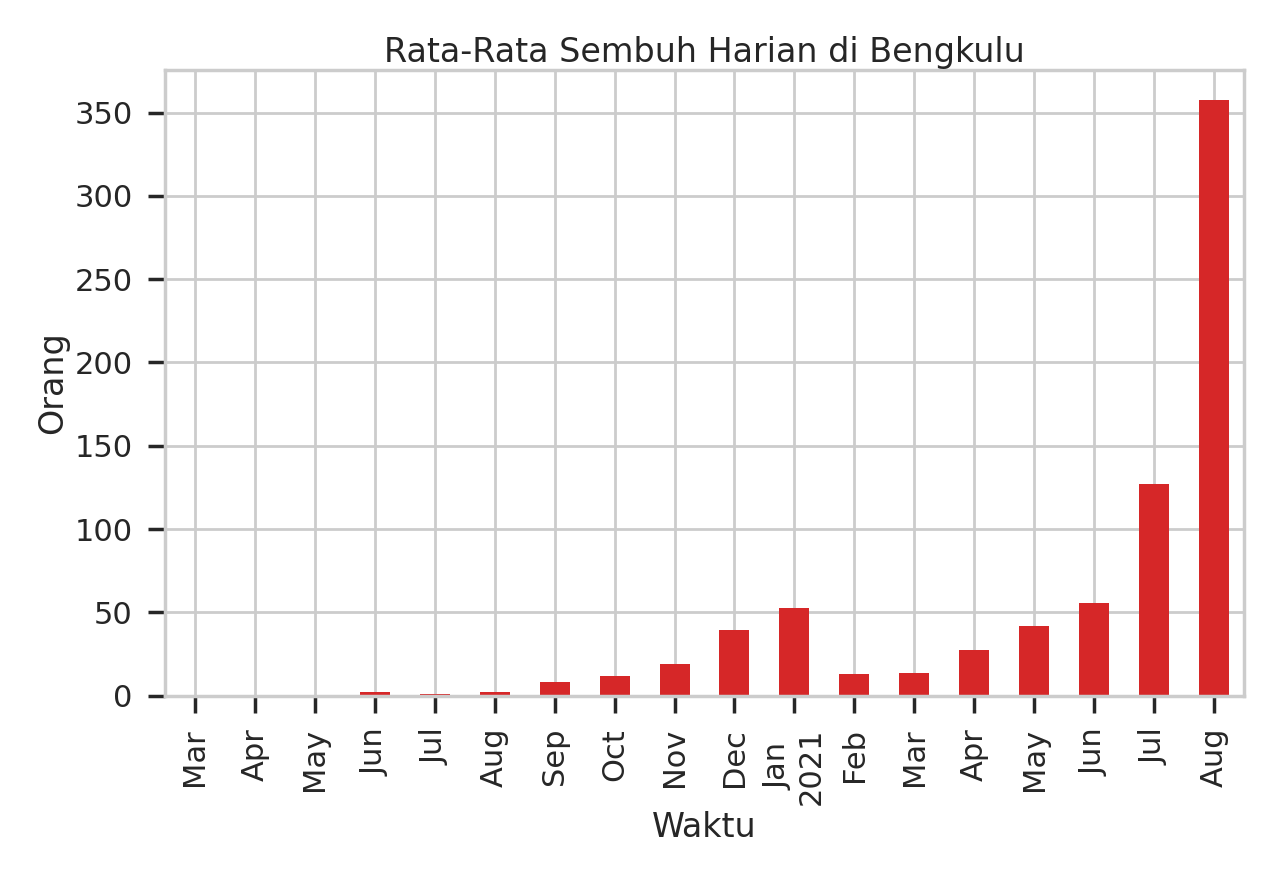 Rata-Rata Sembuh Harian di Bengkulu
Orang
350
300
250
200
150
100
50
0
Mar
Apr
May
Jun
Jul
Aug
Sep
Oct
Nov
Dec
Jan
2021
Feb
Mar
Apr
May
Jun
Jul
Aug
Waktu